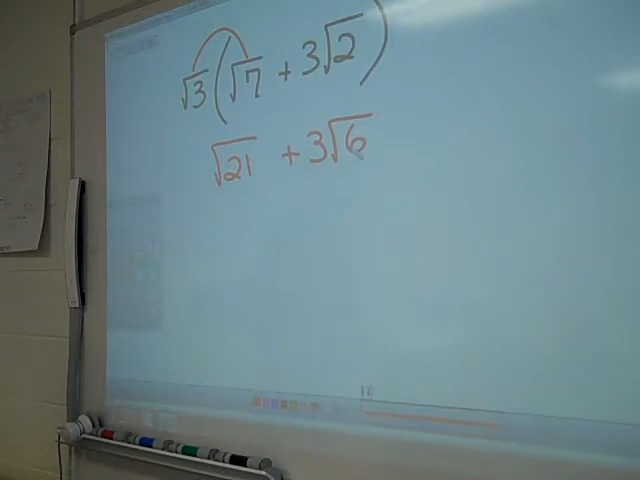 √3(√7 + 3√2)
√21 + 3√6